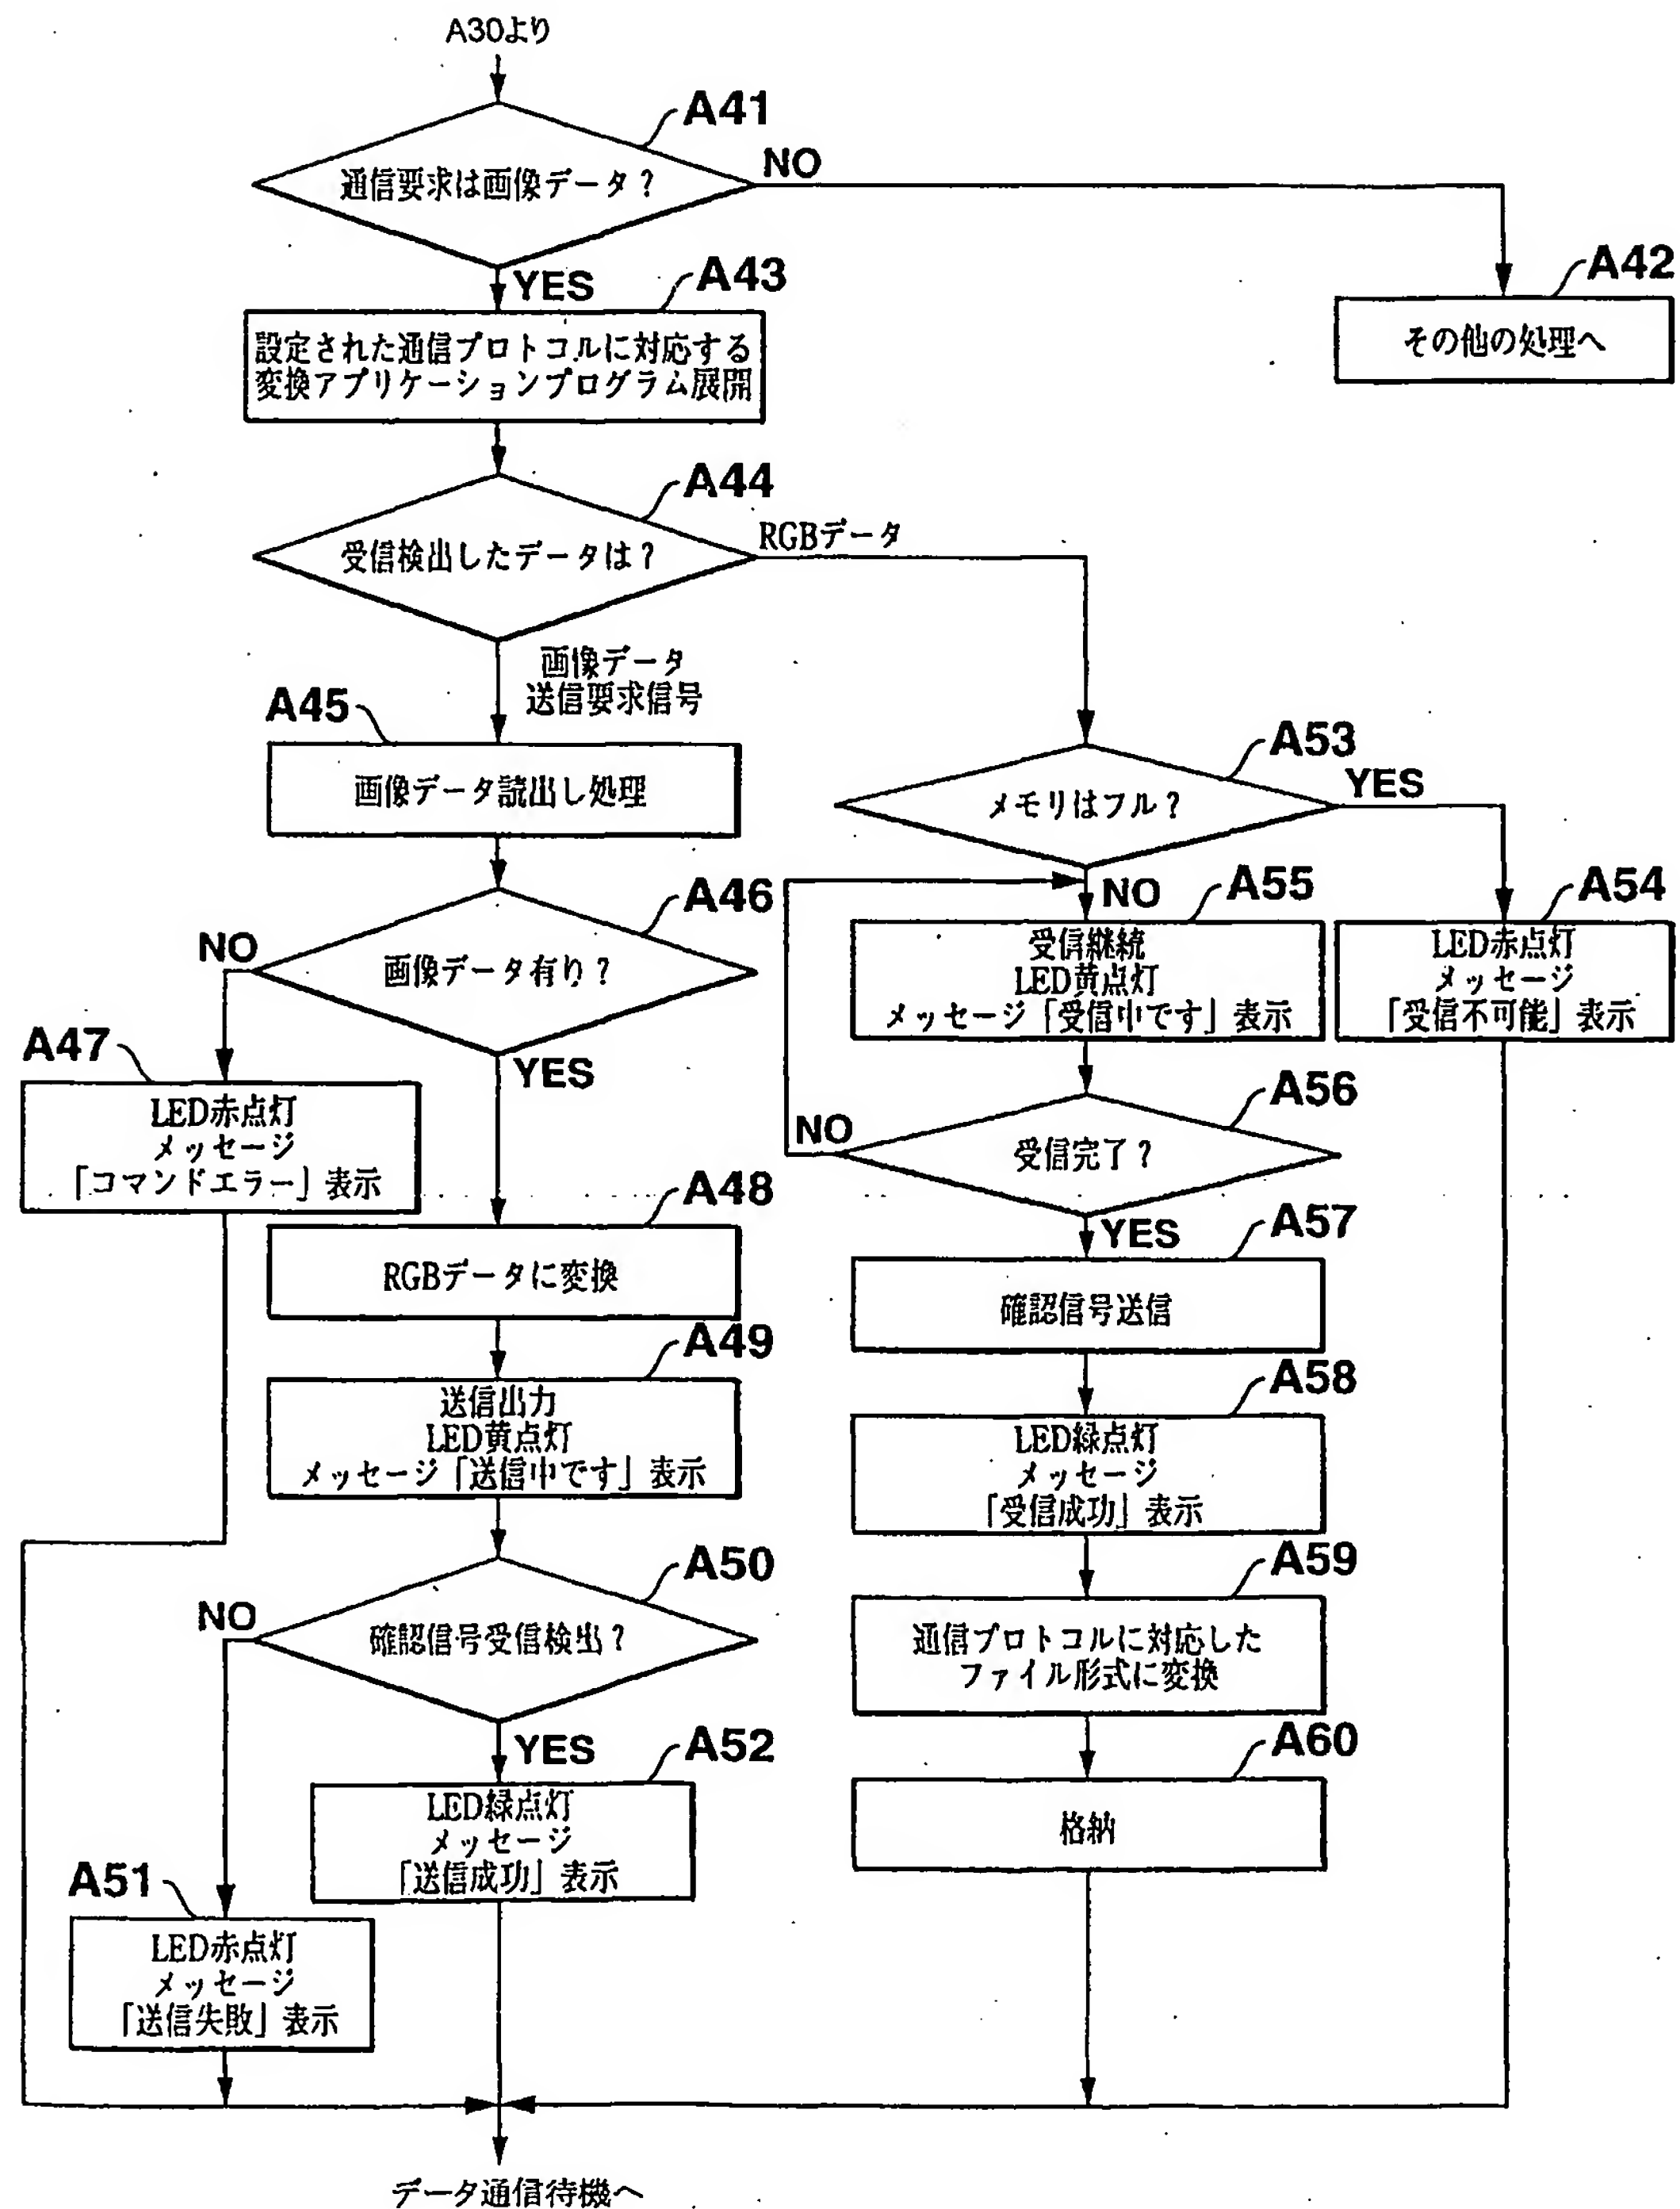 A30より
A41
通信要求は画像データ?
NO
YES
A43
A42
設定された通信プロトコルに対応する
変換アプリケーションプログラム展開
その他の処理へ
A44
受信検出したデータは?
RGBデータ
画像データ
送信要求信号
A45
画像データ読出し処理
A53
メモリはフル?
YES
A46
画像データ有り?
NO
YES
NO
A55
受信継続
LED黄点灯
メッセージ「受信中です」表示
A54
LED赤点灯
メッセージ
「受信不可能」表示
A47
LED赤点灯
メッセージ
「コマンドエラー」表示
A56
受信完了?
NO
YES
A48
RGBデータに変換
A57
確認信号送信
A49
送信出力
LED黄点灯
メッセージ「送信中です」表示
A58
LED緑点灯
メッセージ
「受信成功」表示
A50
確認信号受信検出?
NO
YES
A59
通信プロトコルに対応した
ファイル形式に変換
A52
LED緑点灯
メッセージ
「送信成功」表示
A60
格納
A51
LED赤点灯
メッセージ
「送信失敗」表示
データ通信待機へ